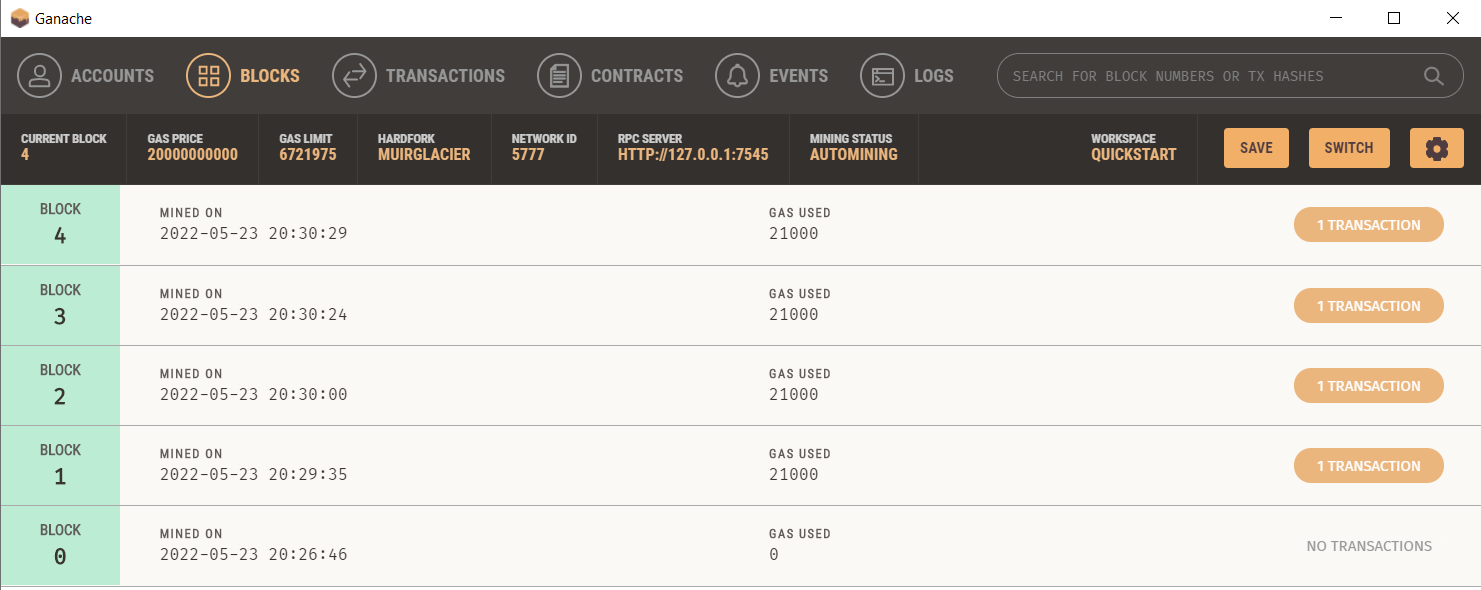 Ganache
ACCOUNTS BLOCKS TRANSACTIONS CONTRACTS EVENTS LOGS SEARCH FOR BLOCK NUMBERS OR TX HASHES
CURRENT BLOCK GAS PRICE GAS LIMIT HARDFORK NETWORK ID RPC SERVER MINING STATUS WORKSPACE
4 20000000000 6721975 MUIRGLACIER 5777 HTTP://127.0.0.1:7545 AUTOMINING QUICKSTART SAVE SWITCH
BLOCK MINED ON GAS USED
4 2022-05-23 20:30:29 21000 1 TRANSACTION
BLOCK MINED ON GAS USED
3 2022-05-23 20:30:24 21000 1 TRANSACTION
BLOCK MINED ON GAS USED
2 2022-05-23 20:30:00 21000 1 TRANSACTION
BLOCK MINED ON GAS USED
1 2022-05-23 20:29:35 21000 1 TRANSACTION
BLOCK MINED ON GAS USED
0 2022-05-23 20:26:46 0 NO TRANSACTIONS